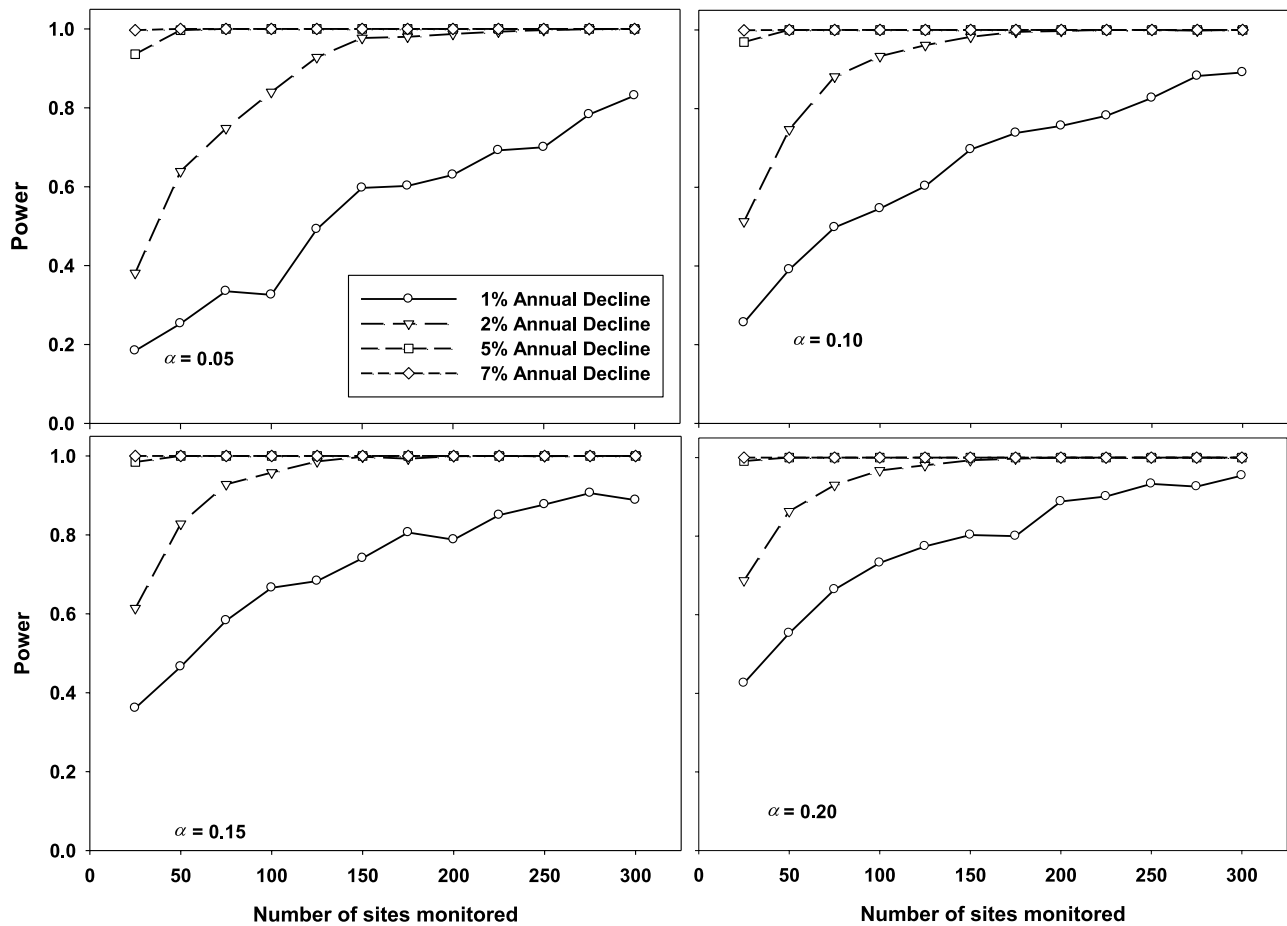 1.0
0.8
0.6
0.4
0.2
0.0
Power
1% Annual Decline
2% Annual Decline
5% Annual Decline
7% Annual Decline
α = 0.05
α = 0.10
1.0
0.8
0.6
0.4
0.2
0.0
Power
α = 0.15
α = 0.20
0 50 100 150 200 250 300
0 50 100 150 200 250 300
Number of sites monitored
Number of sites monitored